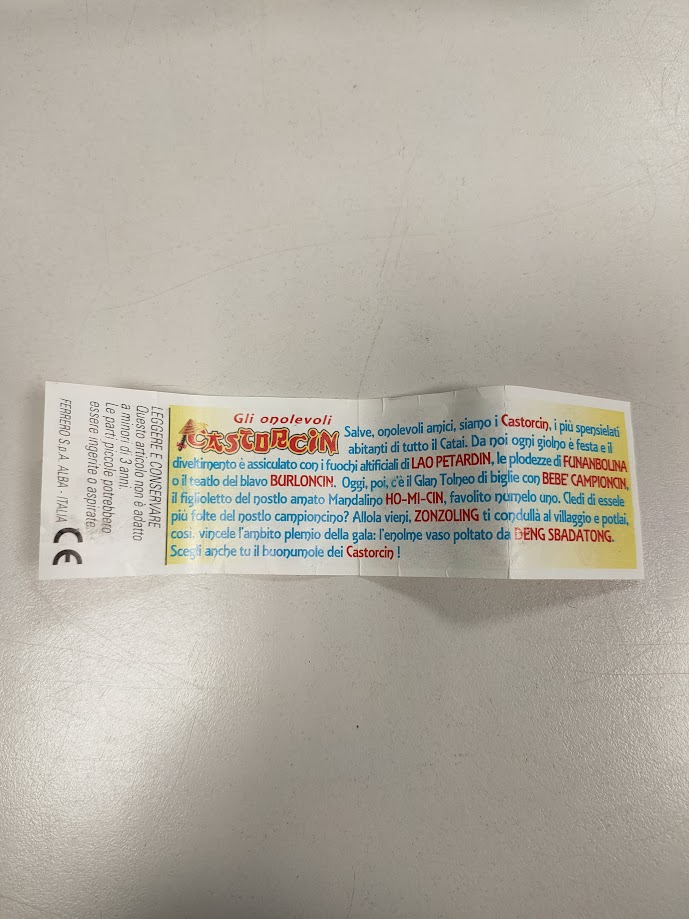 Gli onolevoli
CASTORCIN
Salve, onolevoli amici, siamo i Castorcin, i più spensielati
abitanti di tutto il Catai. Da noi ogni giolno è festa e il
diveltimento è assiculato con i fuochi altificiali di LAO PETARDIN, le plodezze di FUNANBOLINA
o il teatlo del blavo BURLONCIN. Oggi, poi, c'è il Glan Tolneo di biglie con BEBE' CAMPIONCIN,
il figlioletto del nostlo amato Mandalino HO-MI-CIN, favolito numelo uno. Cledi di essele
più folte del nostlo campioncino? Allola vieni, ZONZOLING ti condullà al villaggio e potlai,
così, vincele l'ambito plemio della gala: l'enolme vaso poltato da DENG SBADATONG.
Scegli anche tu il buonumole dei Castorcin !
LEGGERE E CONSERVARE
Questo articolo non è adatto
a minori di 3 anni.
Le parti piccole potrebbero
essere ingerite o aspirate.
FERRERO S.p.A. ALBA - ITALIA CE